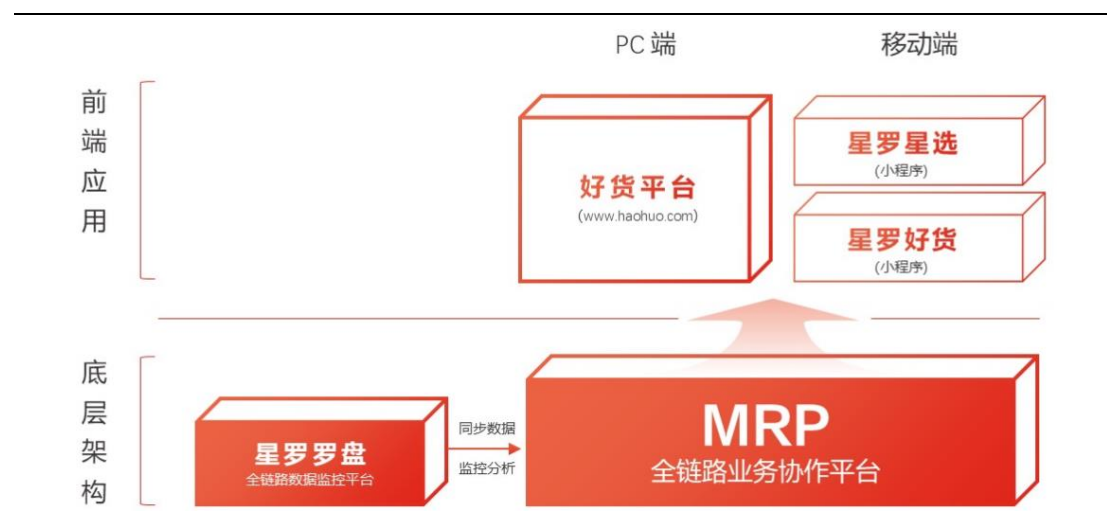 PC 端
移动端
前端应用
好货平台
(www.haohuo.com)
星罗星选
(小程序)
星罗好货
(小程序)
底层架构
星罗罗盘
全链路数据监控平台
同步数据
监控分析
MRP
全链路业务协作平台